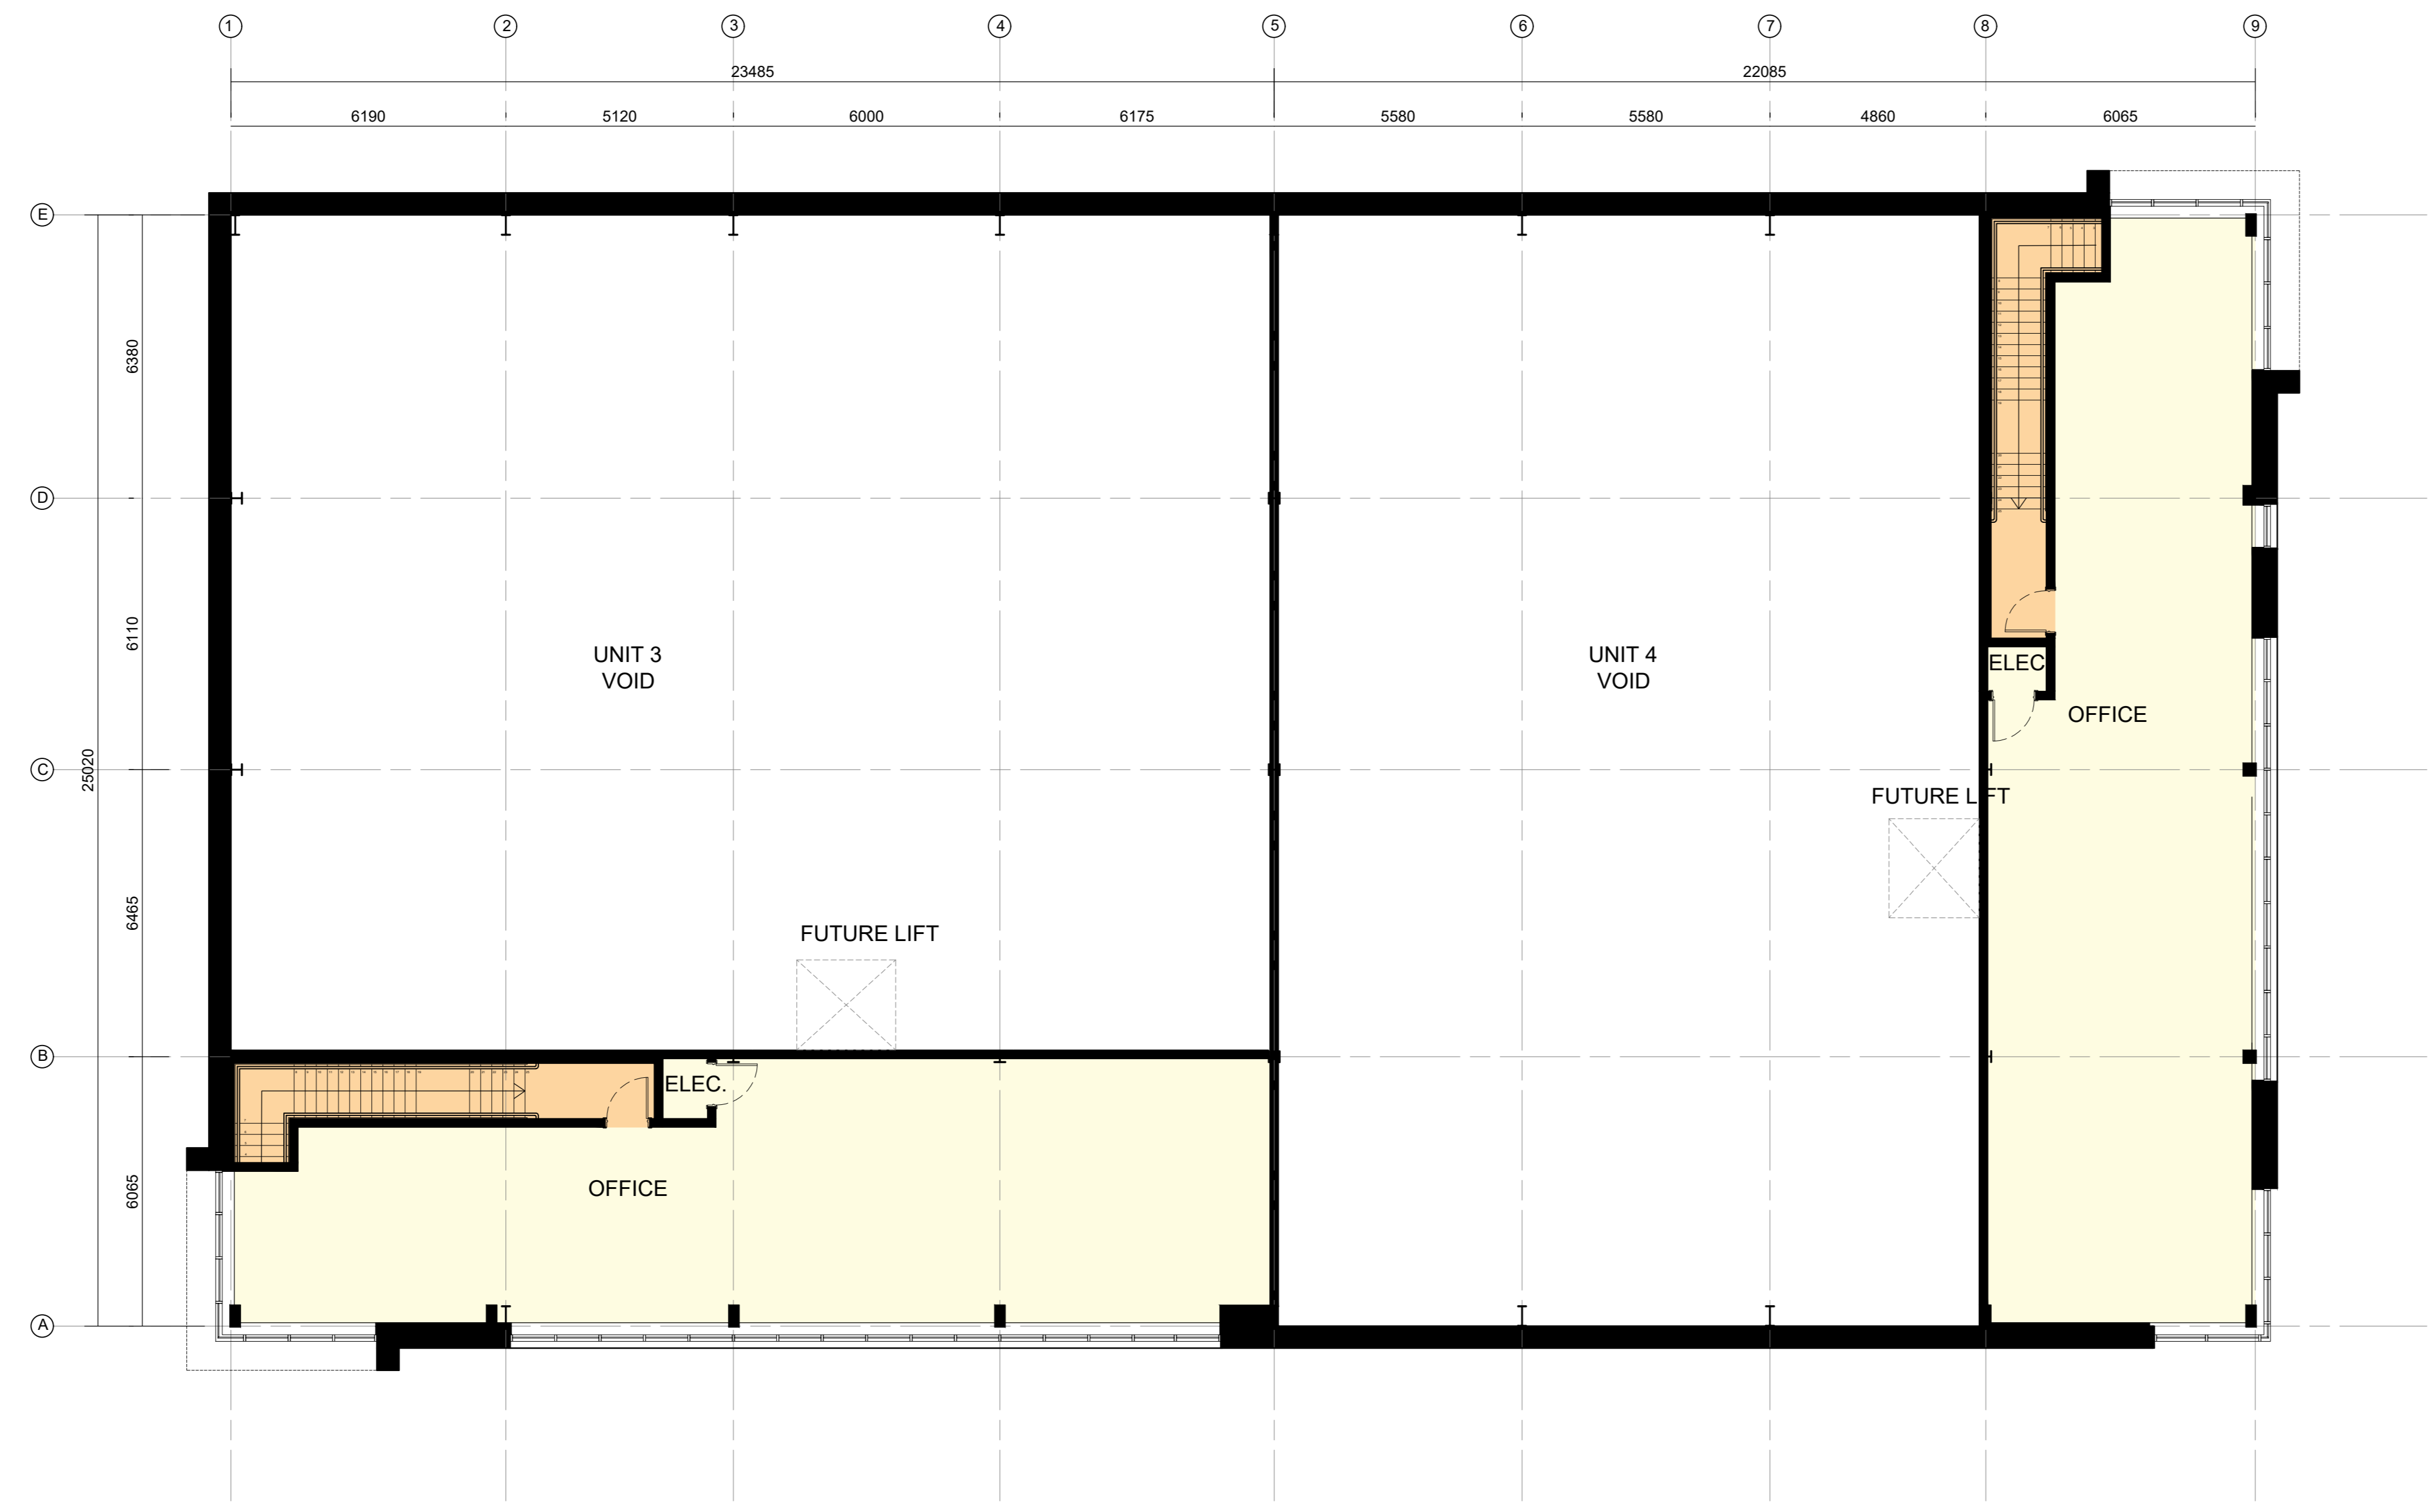 1 2 3 4 5 6 7 8 9
23485 22085
6190 5120 6000 6175 5580 5580 4860 6065
E
6380
D
6110
UNIT 3
VOID
UNIT 4
VOID
ELEC
OFFICE
C
25020
FUTURE LIFT
6465
FUTURE LIFT
B
ELEC.
OFFICE
6065
A